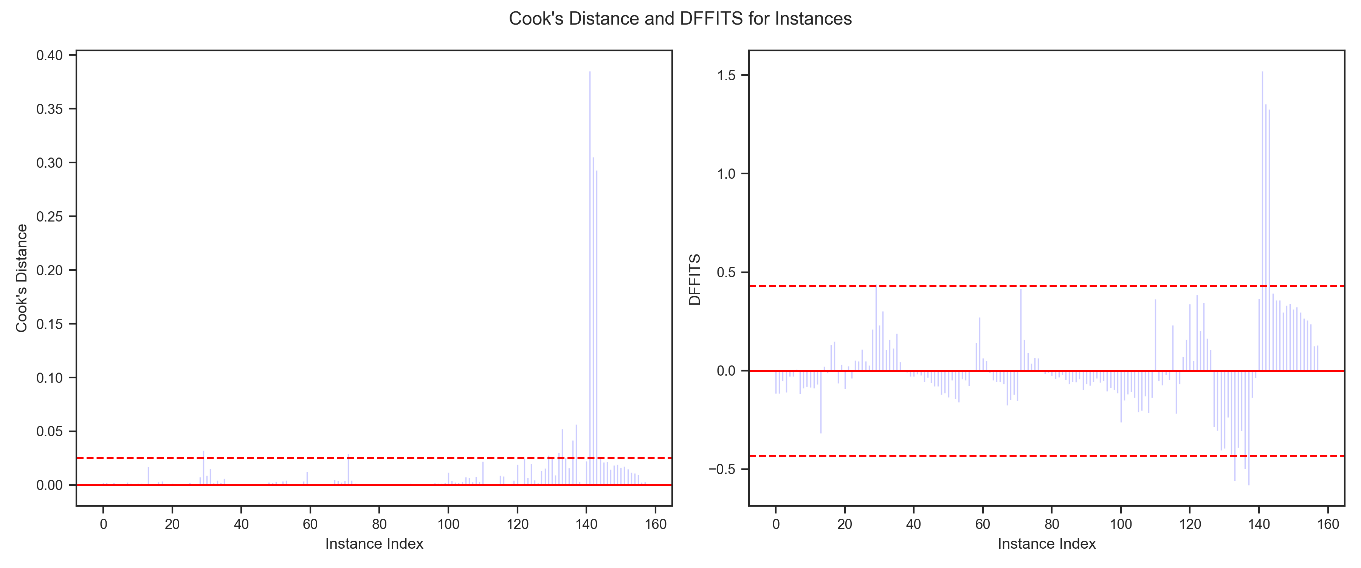 Cook's Distance and DFFITS for Instances
Cook's Distance
0.40
0.35
0.30
0.25
0.20
0.15
0.10
0.05
0.00
0 20 40 60 80 100 120 140 160
Instance Index
DFFITS
1.5
1.0
0.5
0.0
−0.5
0 20 40 60 80 100 120 140 160
Instance Index